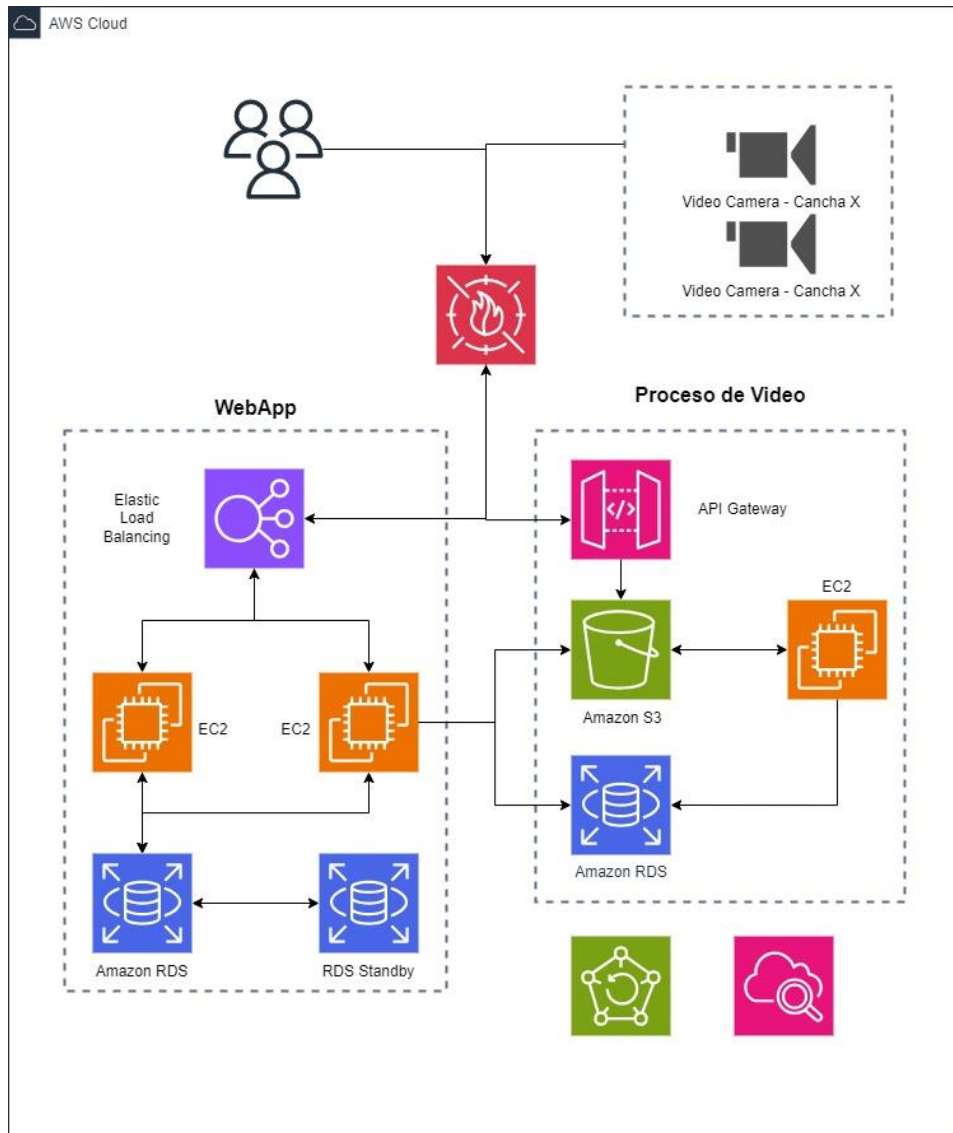 AWS Cloud
Video Camera - Cancha X
Video Camera - Cancha X
WebApp
Proceso de Video
Elastic
Load
Balancing
API Gateway
EC2
EC2
EC2
Amazon S3
Amazon RDS
Amazon RDS
RDS Standby